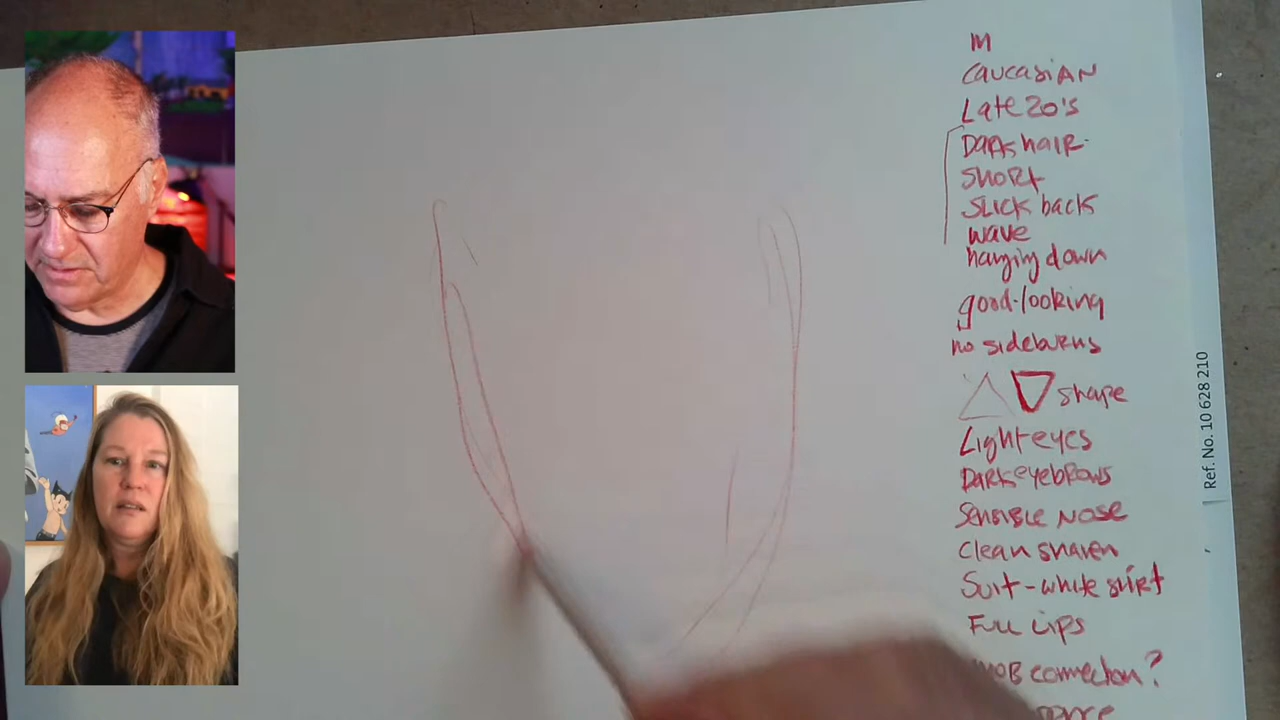 M
CAUCASIAN
Late 20's
DARK hair
SHORT
SLICK back
wave
hanging down
good-looking
no sideburns
shape
Light eyes
DARK eyebrows
Sensible Nose
Clean shaven
Suit-white shirt
Full Lips
MOB connection?
Ref. No. 10 628 210